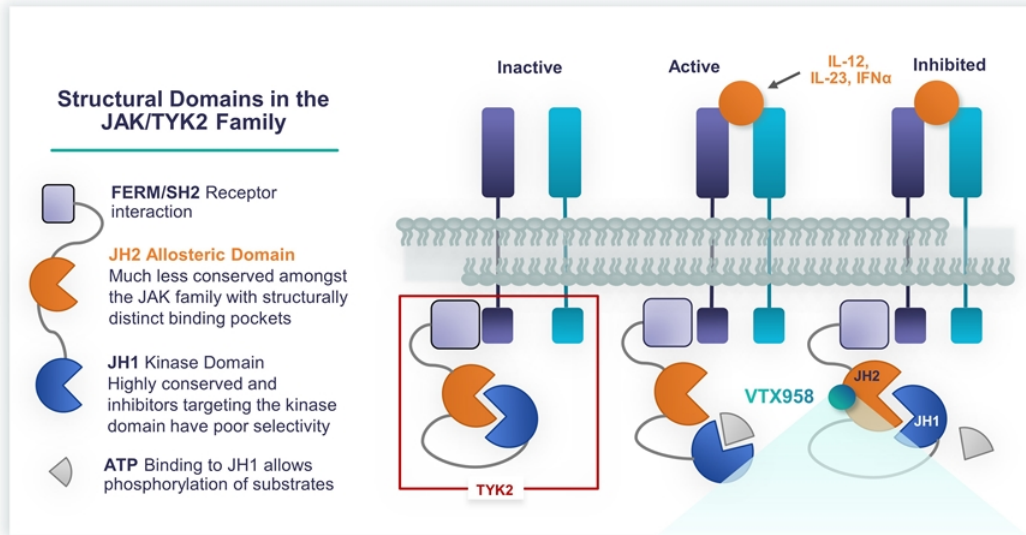 Structural Domains in the
JAK/TYK2 Family
FERM/SH2 Receptor
interaction
JH2 Allosteric Domain
Much less conserved amongst
the JAK family with structurally
distinct binding pockets
JH1 Kinase Domain
Highly conserved and
inhibitors targeting the kinase
domain have poor selectivity
ATP Binding to JH1 allows
phosphorylation of substrates
Inactive
Active
IL-12,
IL-23, IFNα
Inhibited
TYK2
VTX958
JH2
JH1